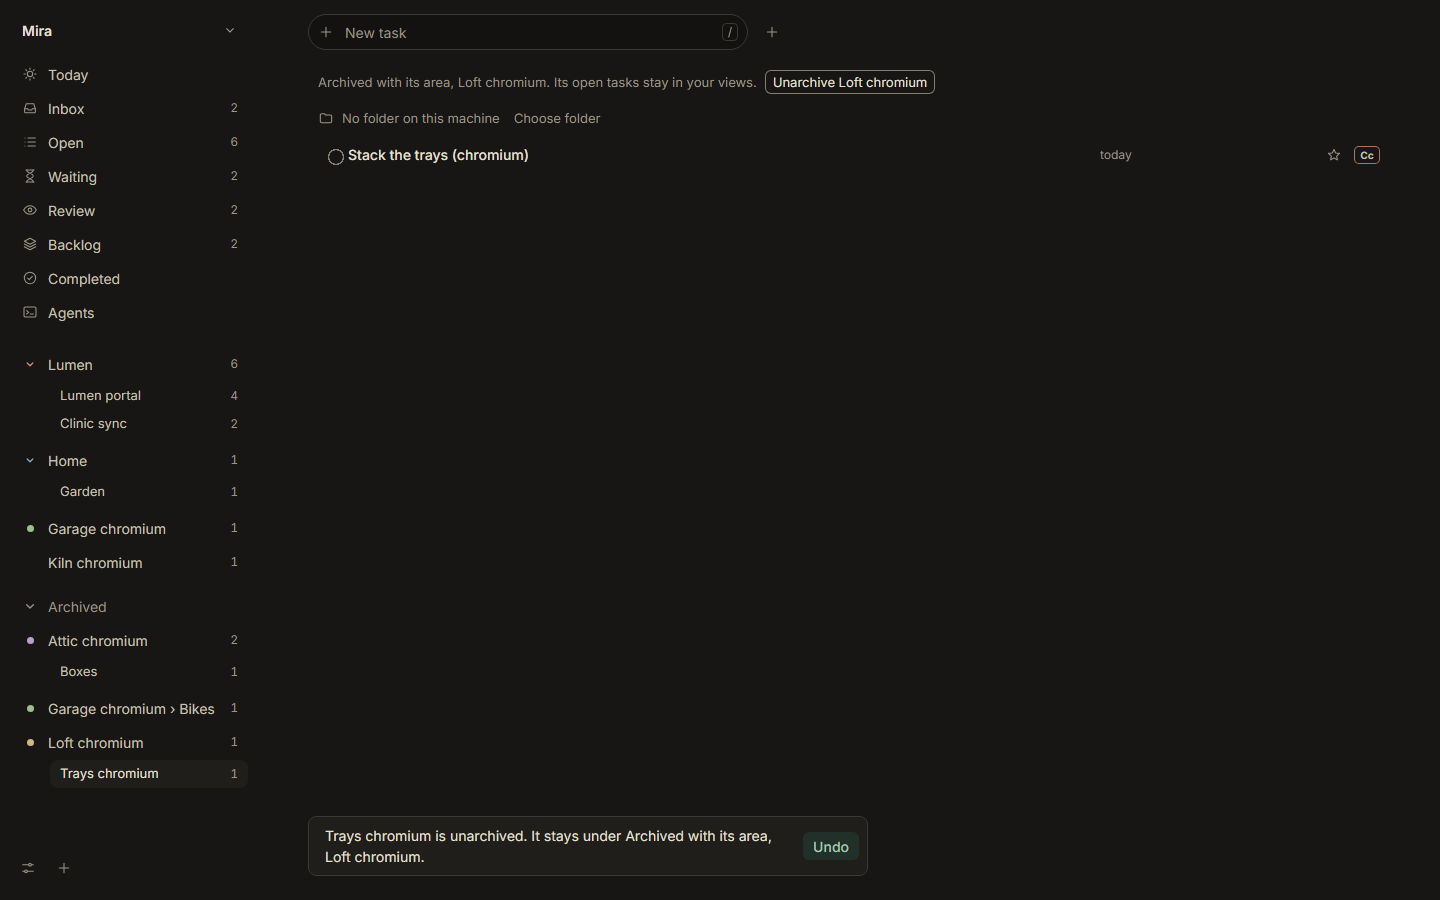 Mira
New task
/
Today
Archived with its area, Loft chromium. Its open tasks stay in your views.
Unarchive Loft chromium
Inbox 2
No folder on this machine Choose folder
Open 6
Stack the trays (chromium) today Cc
Waiting 2
Review 2
Backlog 2
Completed
Agents
Lumen 6
Lumen portal 4
Clinic sync 2
Home 1
Garden 1
Garage chromium 1
Kiln chromium 1
Archived
Attic chromium 2
Boxes 1
Garage chromium › Bikes 1
Loft chromium 1
Trays chromium 1
Trays chromium is unarchived. It stays under Archived with its area,
Loft chromium.
Undo